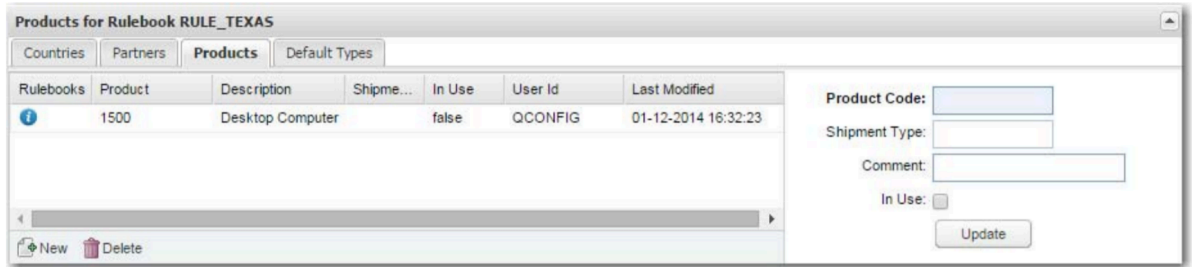 Products for Rulebook RULE_TEXAS
Countries Partners Products Default Types
Rulebooks Product Description Shipme... In Use User Id Last Modified
1500 Desktop Computer false QCONFIG 01-12-2014 16:32:23
New Delete
Product Code:
Shipment Type:
Comment:
In Use:
Update